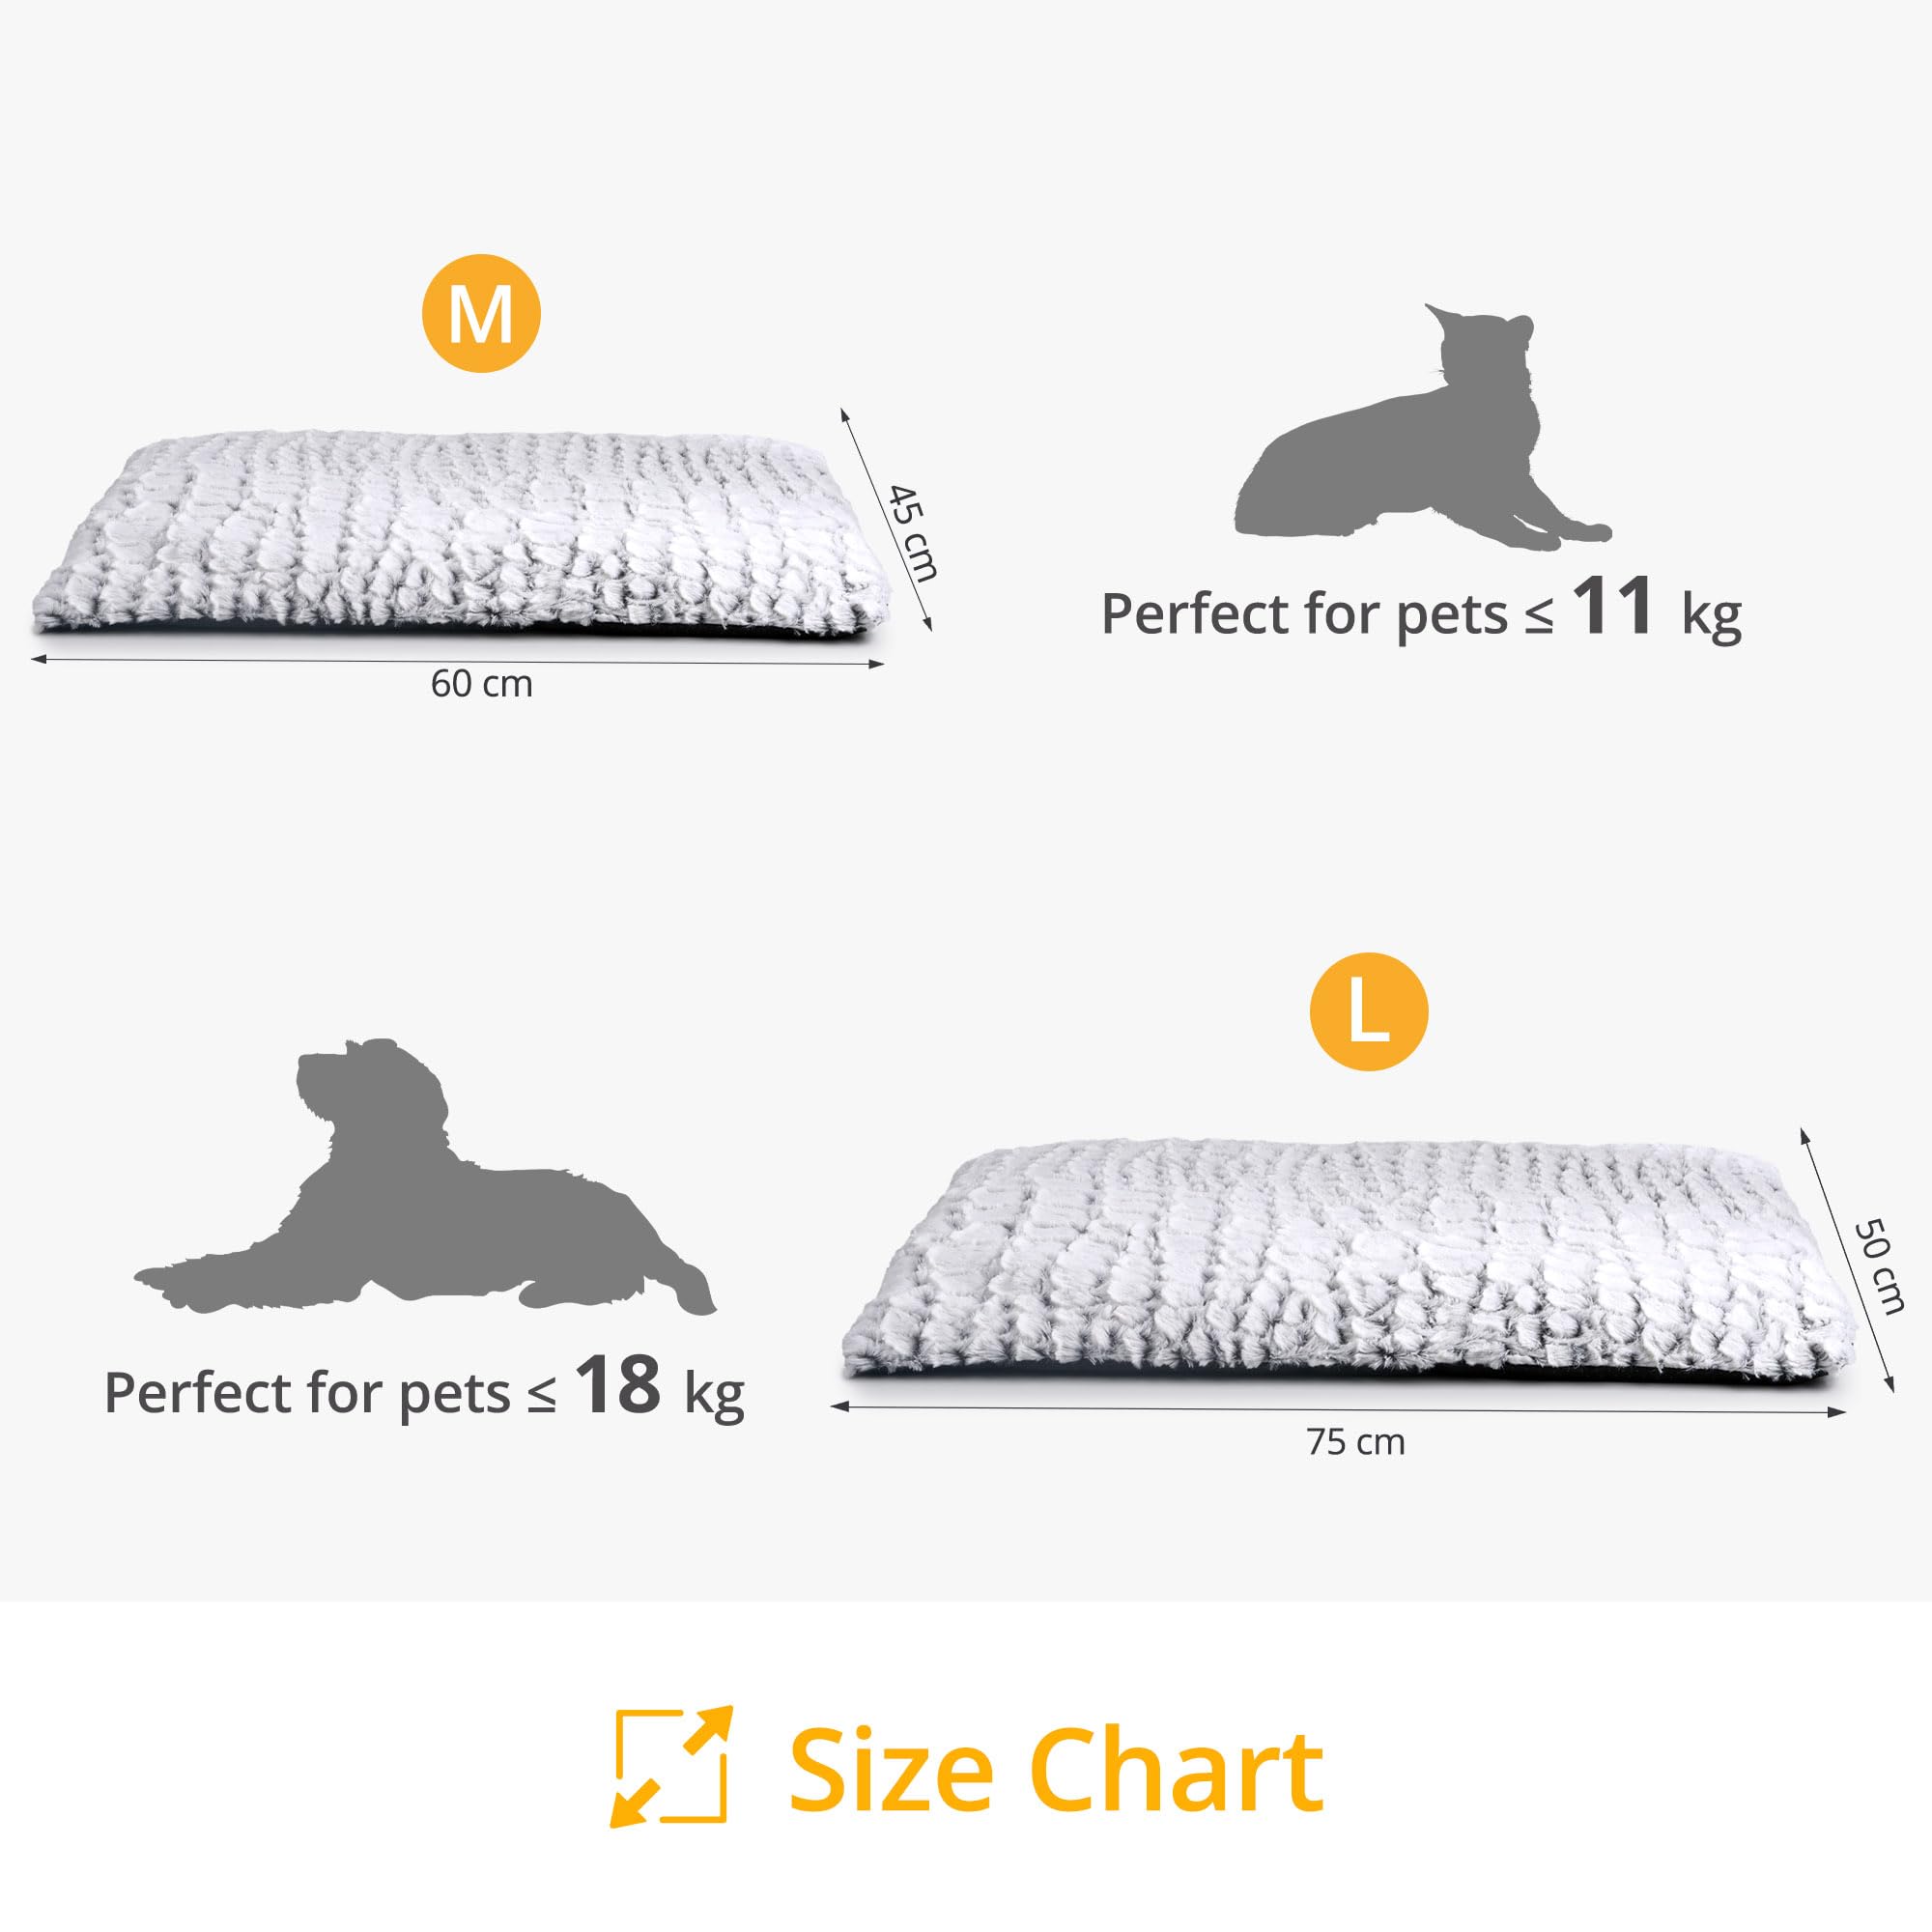 M
45 cm
60 cm
Perfect for pets ≤ 11 kg
L
50 cm
75 cm
Perfect for pets ≤ 18 kg
Size Chart